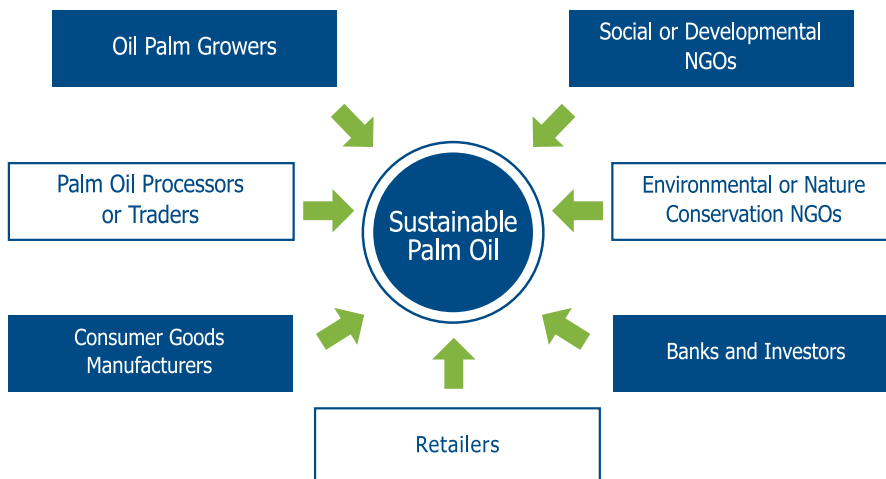 Oil Palm Growers
Social or Developmental
NGOs
Palm Oil Processors
or Traders
Sustainable
Palm Oil
Environmental or Nature
Conservation NGOs
Consumer Goods
Manufacturers
Banks and Investors
Retailers